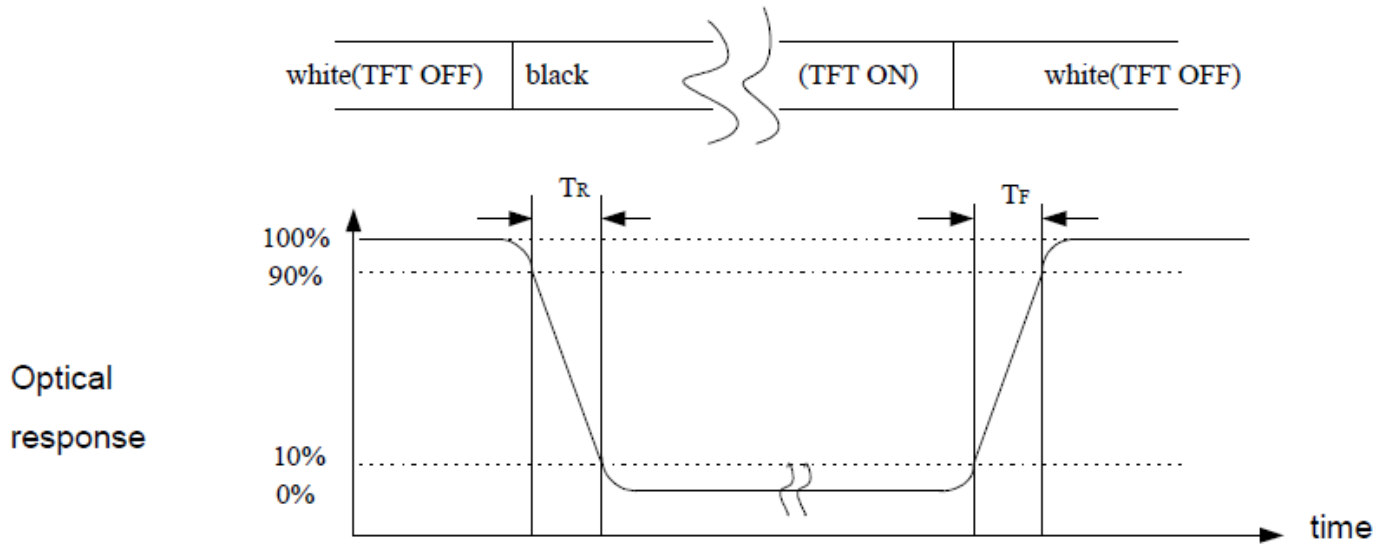 white(TFT OFF) black (TFT ON) white(TFT OFF)
TR TF
100%
90%
Optical
response
10%
0%
time